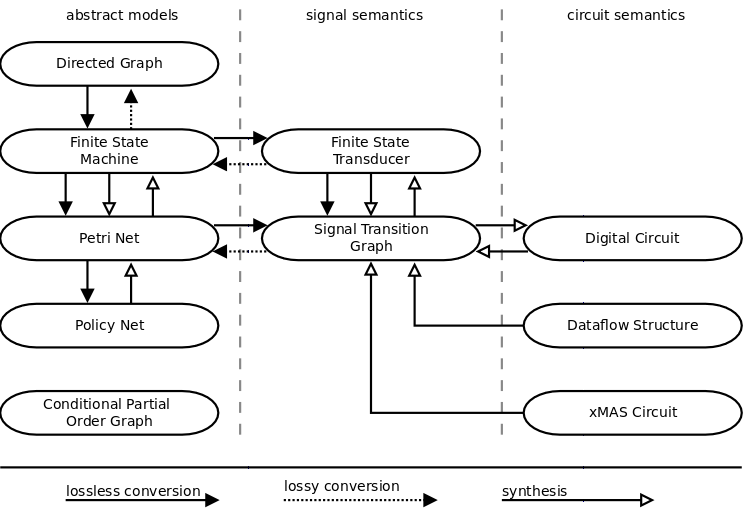 abstract models
signal semantics
circuit semantics
Directed Graph
Finite State
Machine
Finite State
Transducer
Petri Net
Signal Transition
Graph
Digital Circuit
Policy Net
Dataflow Structure
Conditional Partial
Order Graph
xMAS Circuit
lossless conversion
lossy conversion
synthesis